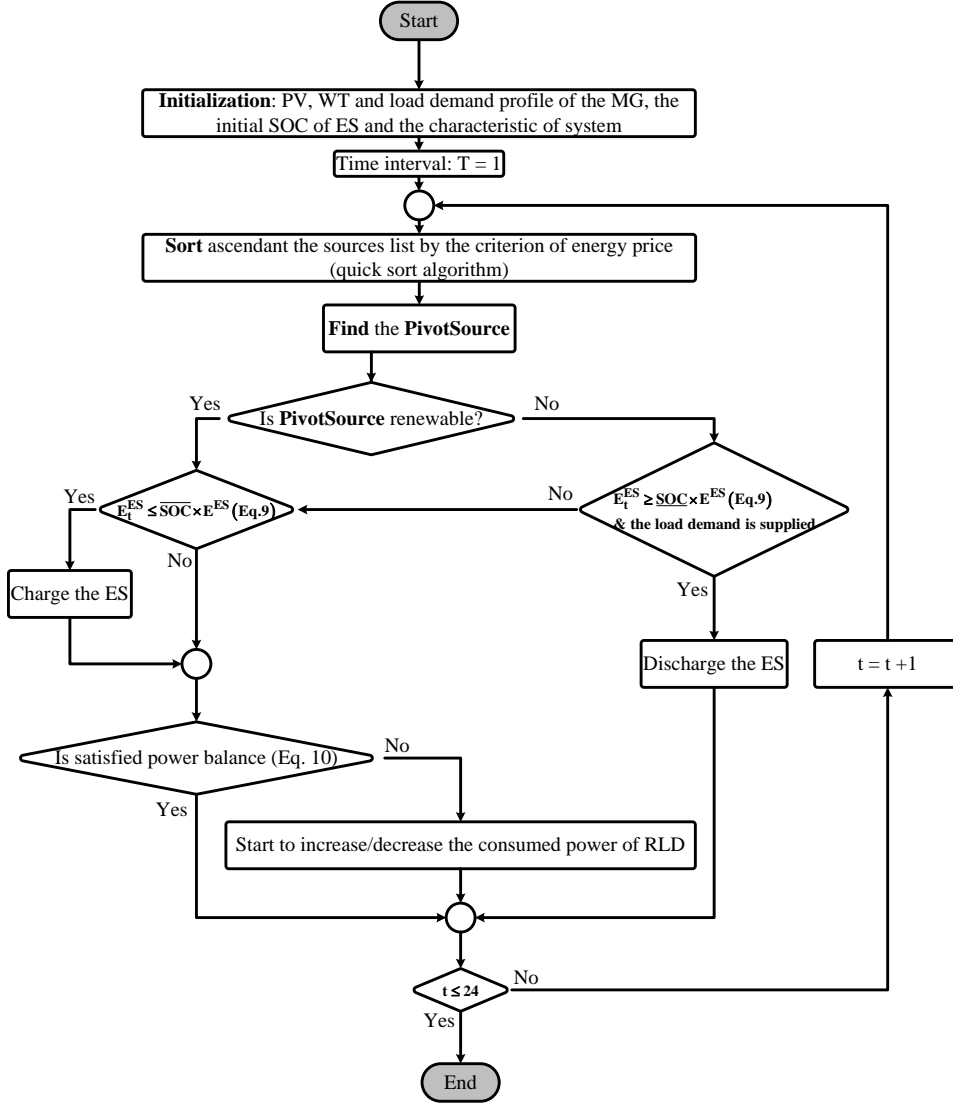 Start
Initialization: PV, WT and load demand profile of the MG, the
initial SOC of ES and the characteristic of system
Time interval: T = 1
Sort ascendant the sources list by the criterion of energy price
(quick sort algorithm)
Find the PivotSource
Is PivotSource renewable?
Yes
No
E_t^ES ≤ S̅O̅C̅ × E^ES (Eq.9)
Yes
No
E_t^ES ≥ S̲O̲C̲ × E^ES (Eq.9)
& the load demand is supplied
No
Yes
Charge the ES
Discharge the ES
t = t +1
Is satisfied power balance (Eq. 10)
No
Yes
Start to increase/decrease the consumed power of RLD
t ≤ 24
No
Yes
End